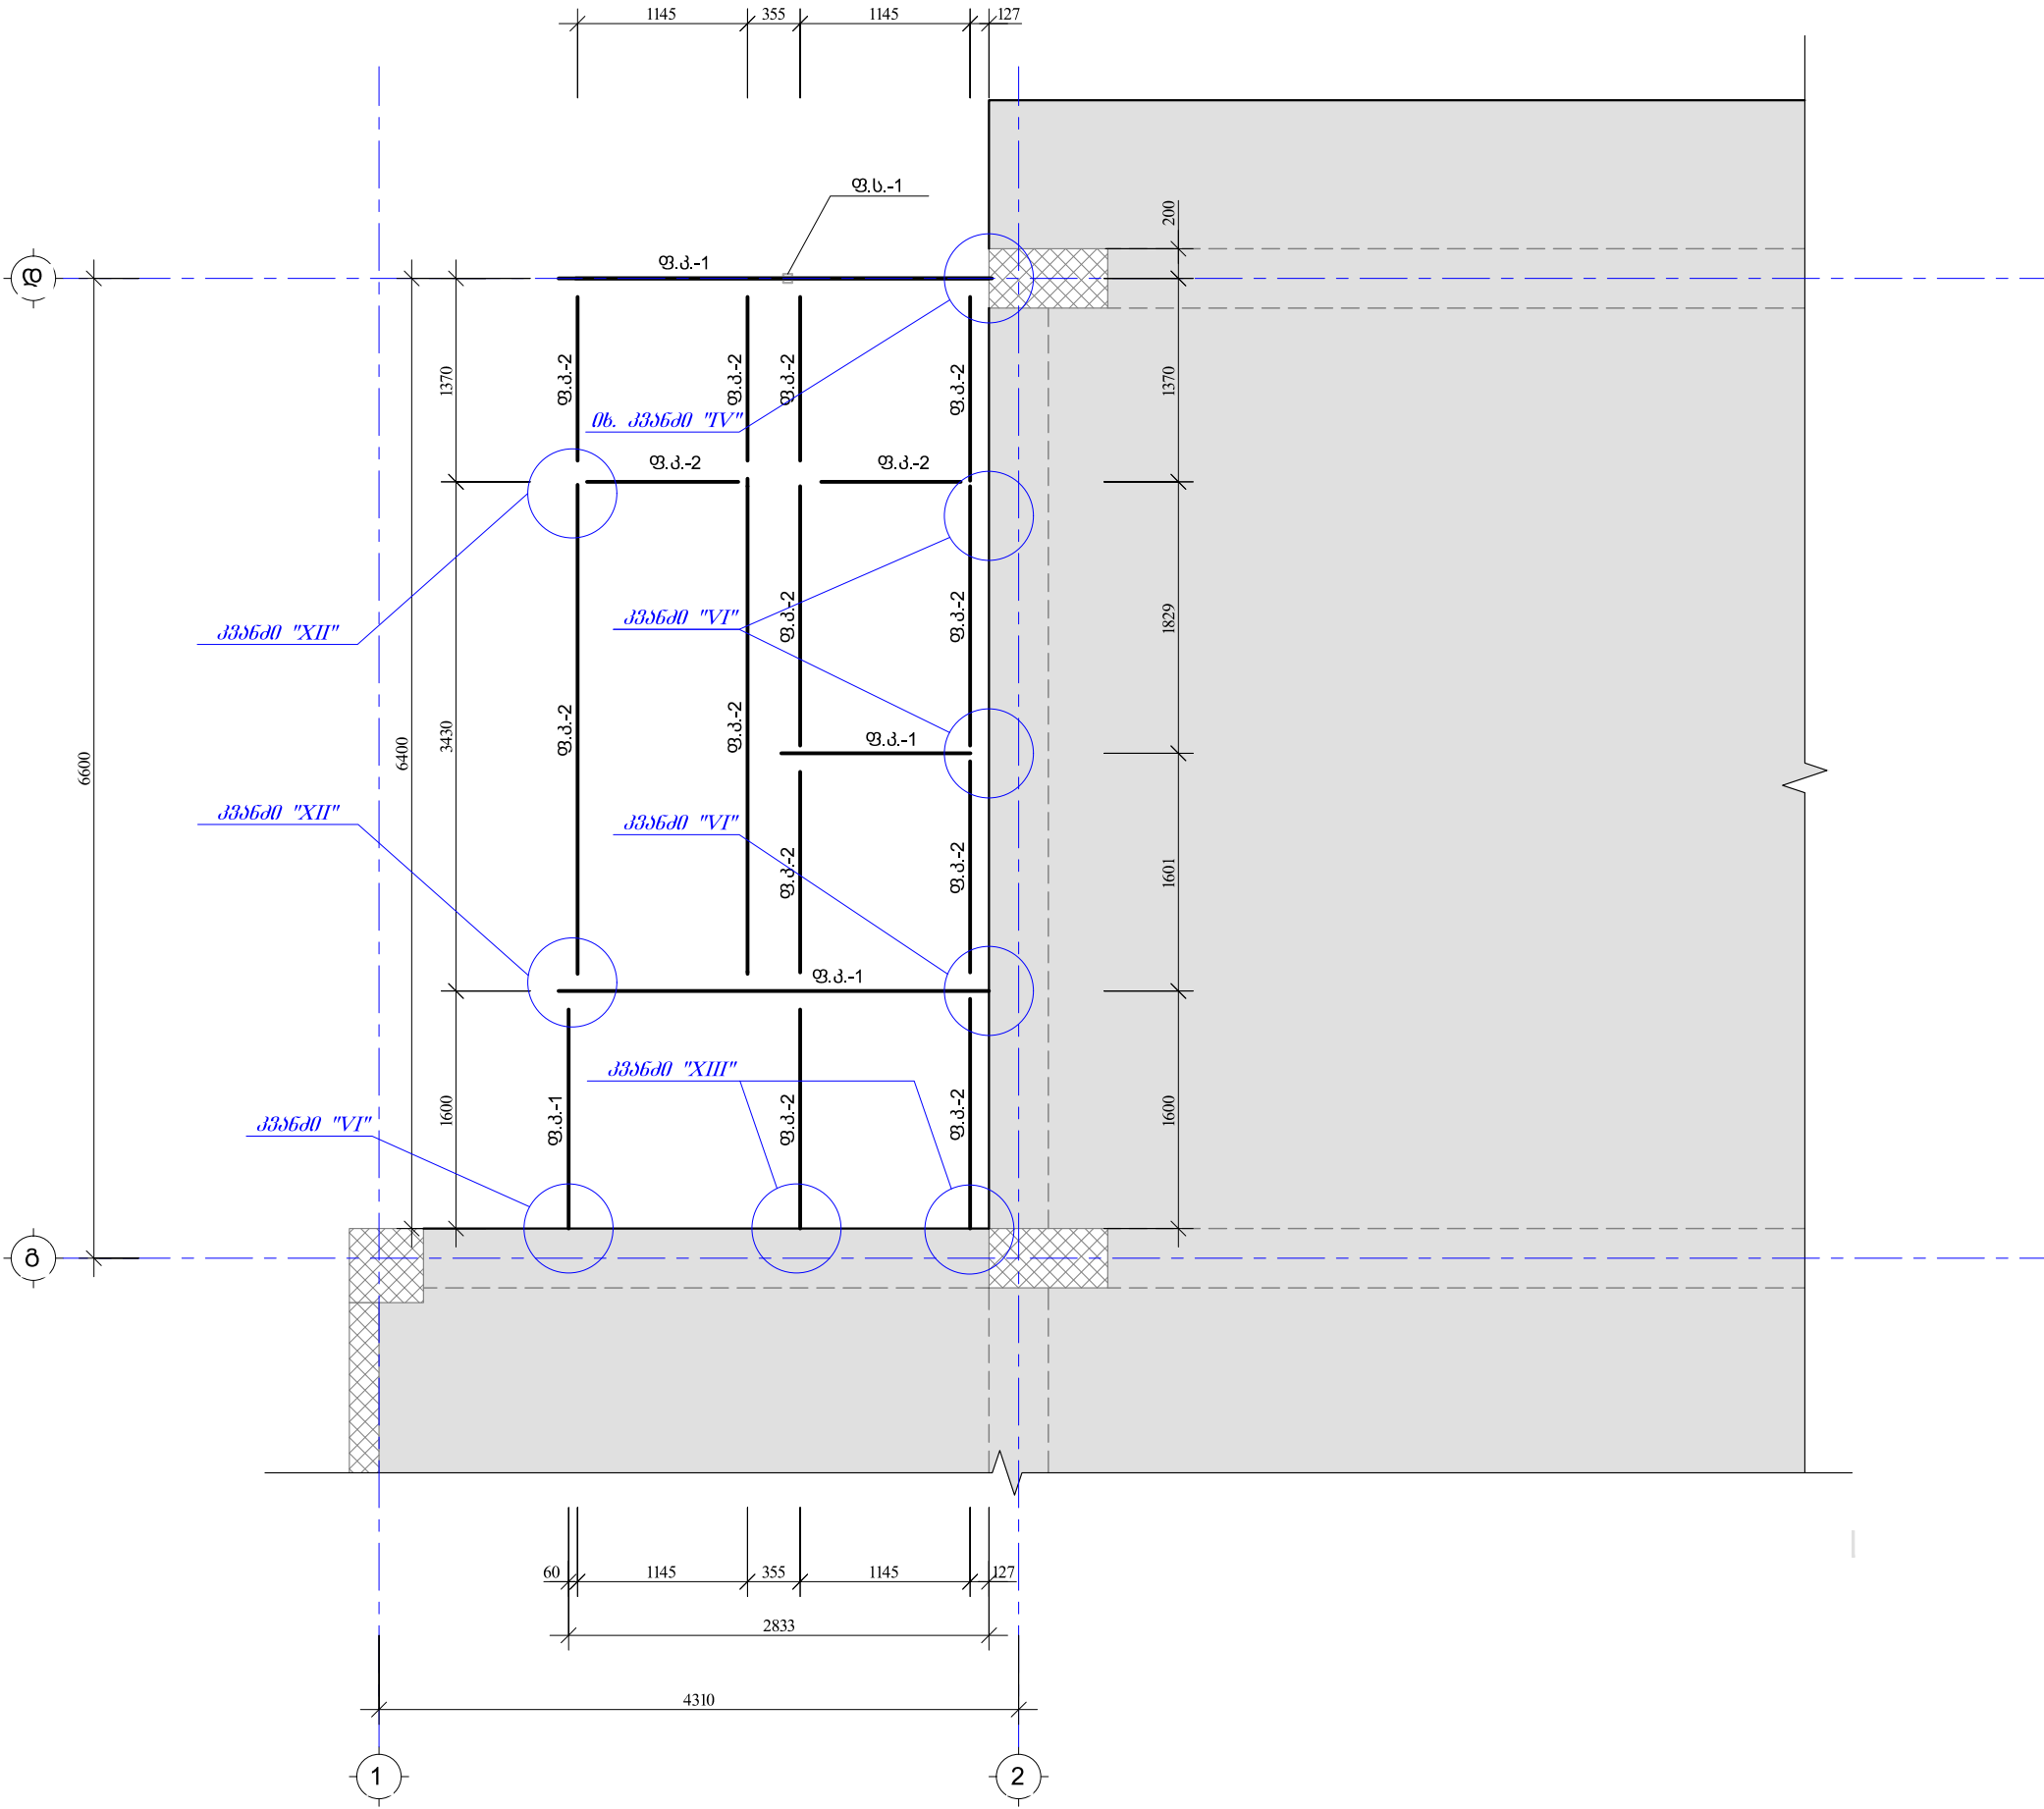 1145 355 1145 127
ფ.ს.-1
200
დ
ფ.კ.-1
ფ.კ.-2
ფ.კ.-2
ფ.კ.-2
ფ.კ.-2
1370
1370
იხ. კვანძი "IV"
ფ.კ.-2
ფ.კ.-2
კვანძი "XII"
კვანძი "VI"
ფ.კ.-2
ფ.კ.-2
1829
6600
6400
3430
ფ.კ.-2
ფ.კ.-2
ფ.კ.-1
კვანძი "XII"
კვანძი "VI"
ფ.კ.-2
ფ.კ.-2
1601
ფ.კ.-1
კვანძი "XIII"
კვანძი "VI"
1600
ფ.კ.-1
ფ.კ.-2
ფ.კ.-2
1600
გ
60 1145 355 1145 127
2833
4310
1
2